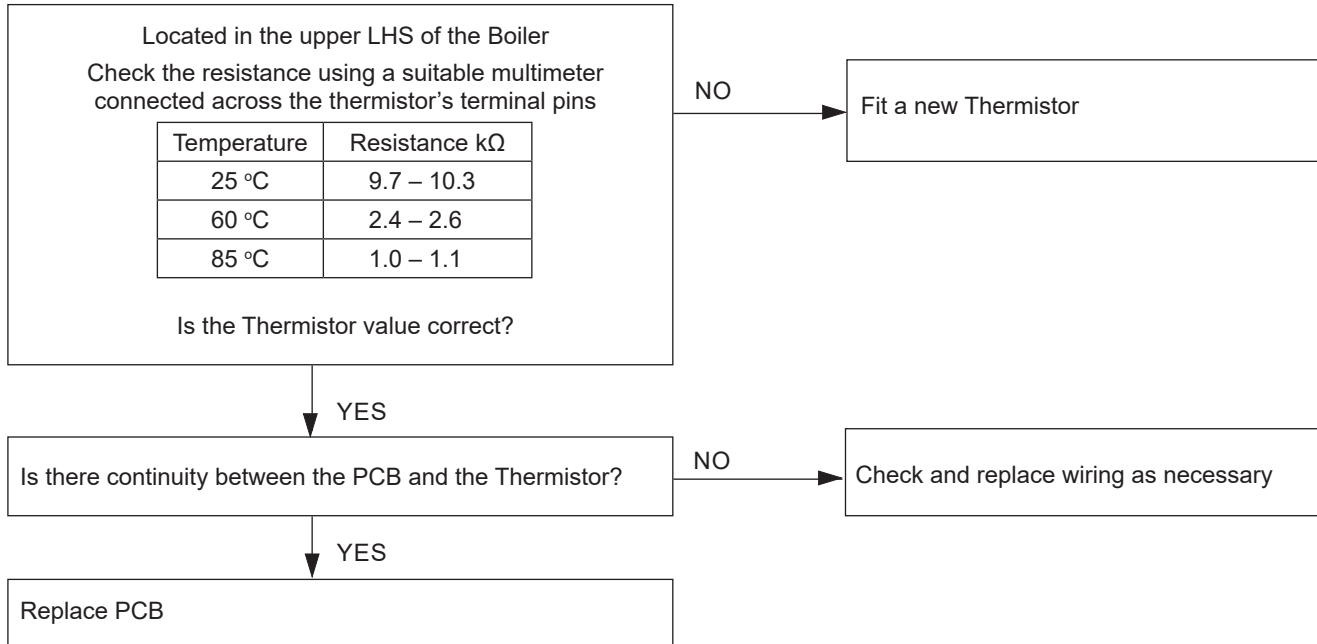 Located in the upper LHS of the Boiler
Check the resistance using a suitable multimeter
connected across the thermistor’s terminal pins
NO
Fit a new Thermistor
Temperature Resistance kΩ
25 ºC 9.7 – 10.3
60 ºC 2.4 – 2.6
85 ºC 1.0 – 1.1
Is the Thermistor value correct?
YES
Is there continuity between the PCB and the Thermistor?
NO
Check and replace wiring as necessary
YES
Replace PCB